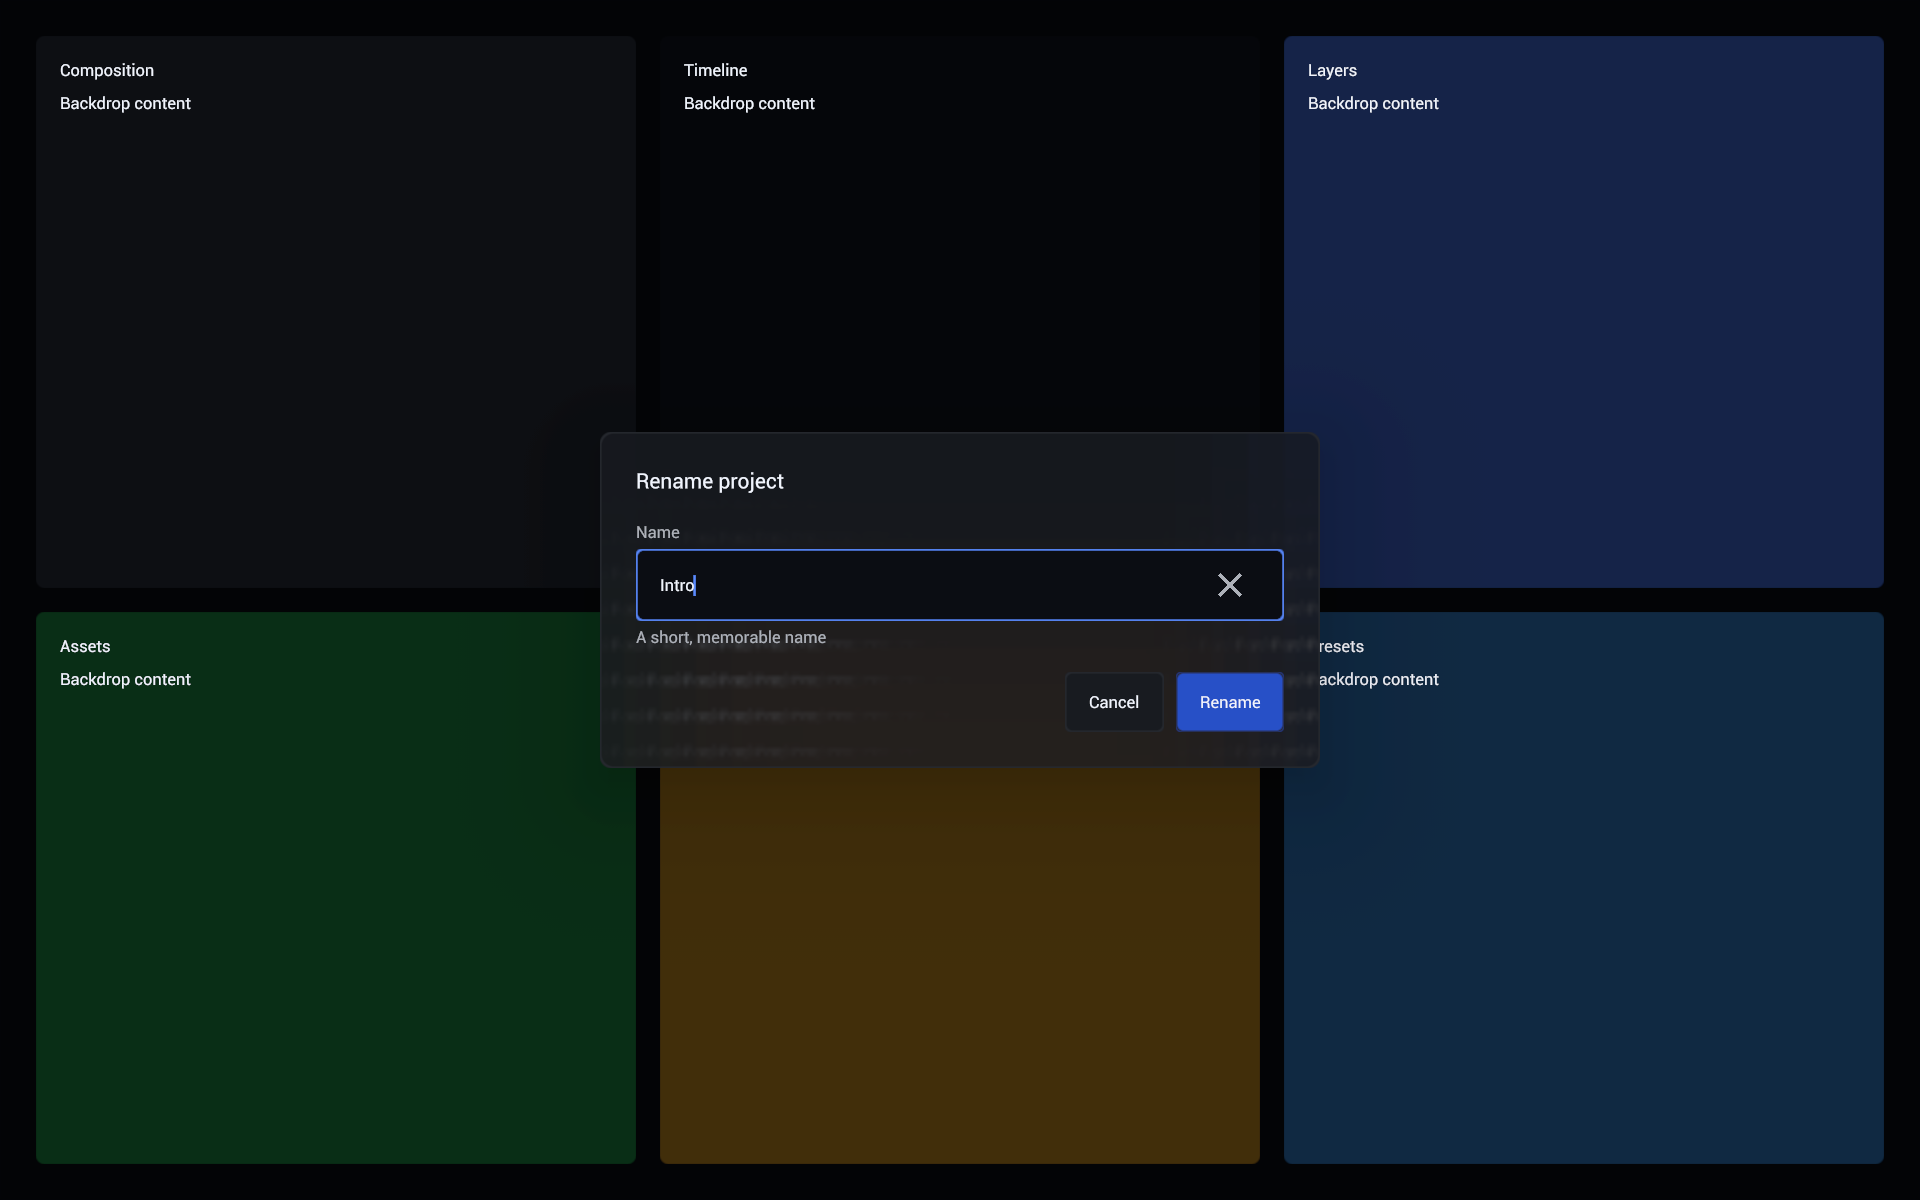 Composition
Backdrop content
Timeline
Backdrop content
Layers
Backdrop content
Rename project
Name
Intro
A short, memorable name
Cancel
Rename
Assets
Backdrop content
resets
ackdrop content